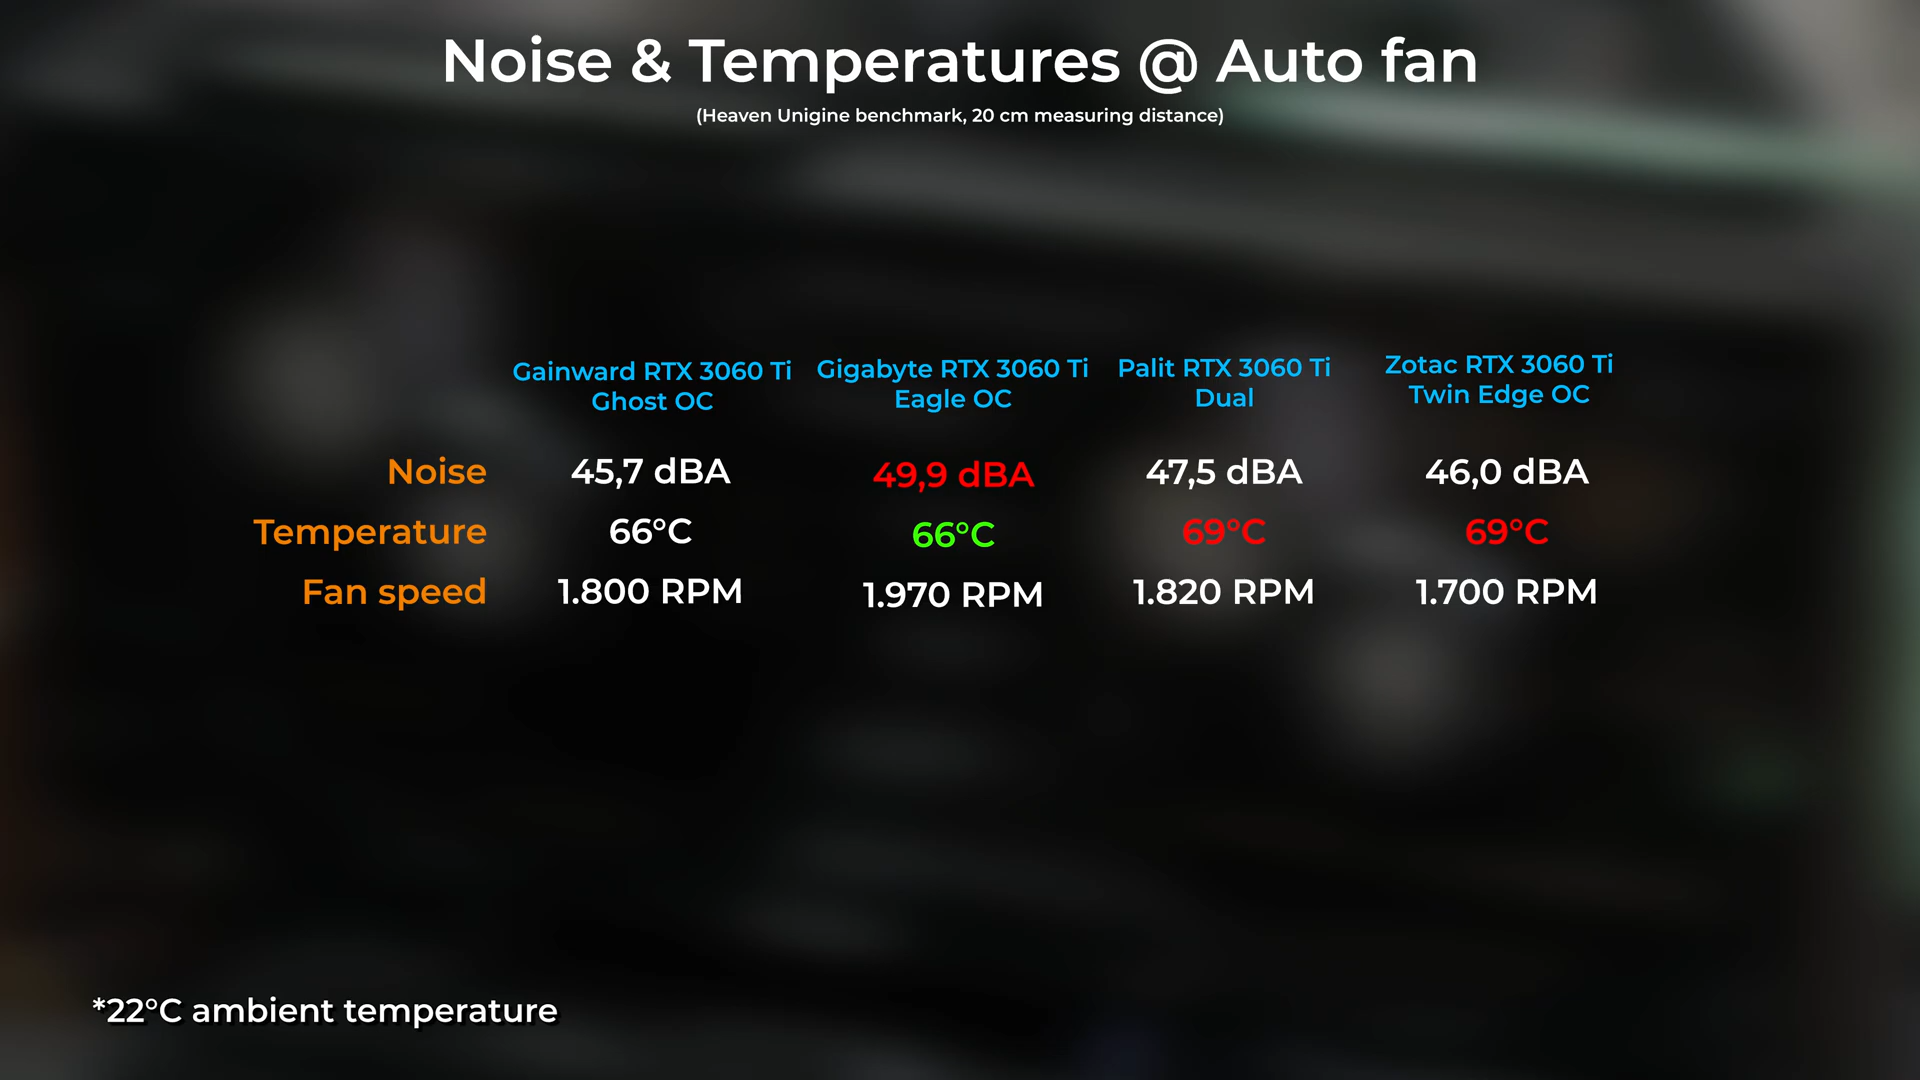 Noise & Temperatures @ Auto fan
(Heaven Unigine benchmark, 20 cm measuring distance)
Gainward RTX 3060 Ti Gigabyte RTX 3060 Ti Palit RTX 3060 Ti Zotac RTX 3060 Ti
Ghost OC Eagle OC Dual Twin Edge OC
Noise 45,7 dBA 49,9 dBA 47,5 dBA 46,0 dBA
Temperature 66°C 66°C 69°C 69°C
Fan speed 1.800 RPM 1.970 RPM 1.820 RPM 1.700 RPM
*22°C ambient temperature